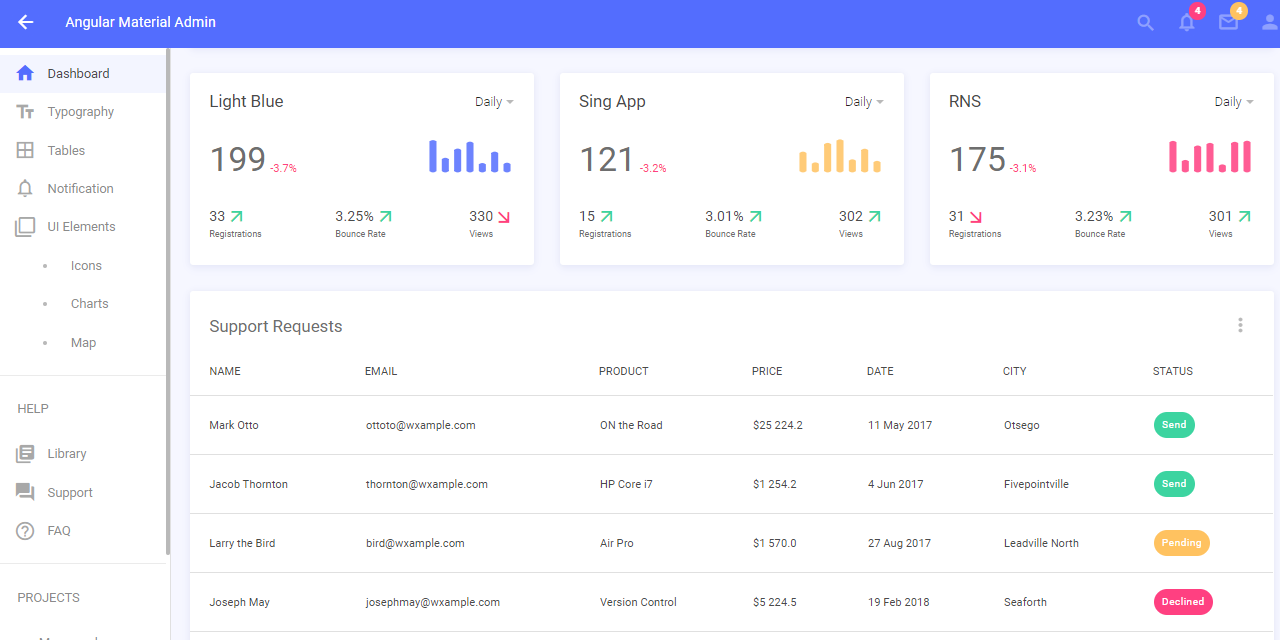 Angular Material Admin
4
4
Dashboard
Typography
Tables
Notification
UI Elements
Icons
Charts
Map
HELP
Library
Support
FAQ
PROJECTS
Light Blue
Daily
199 -3.7%
33 3.25% 330
Registrations Bounce Rate Views
Sing App
Daily
121 -3.2%
15 3.01% 302
Registrations Bounce Rate Views
RNS
Daily
175 -3.1%
31 3.23% 301
Registrations Bounce Rate Views
Support Requests
NAME EMAIL PRODUCT PRICE DATE CITY STATUS
Mark Otto ottoto@wxample.com ON the Road $25 224.2 11 May 2017 Otsego Send
Jacob Thornton thornton@wxample.com HP Core i7 $1 254.2 4 Jun 2017 Fivepointville Send
Larry the Bird bird@wxample.com Air Pro $1 570.0 27 Aug 2017 Leadville North Pending
Joseph May josephmay@wxample.com Version Control $5 224.5 19 Feb 2018 Seaforth Declined